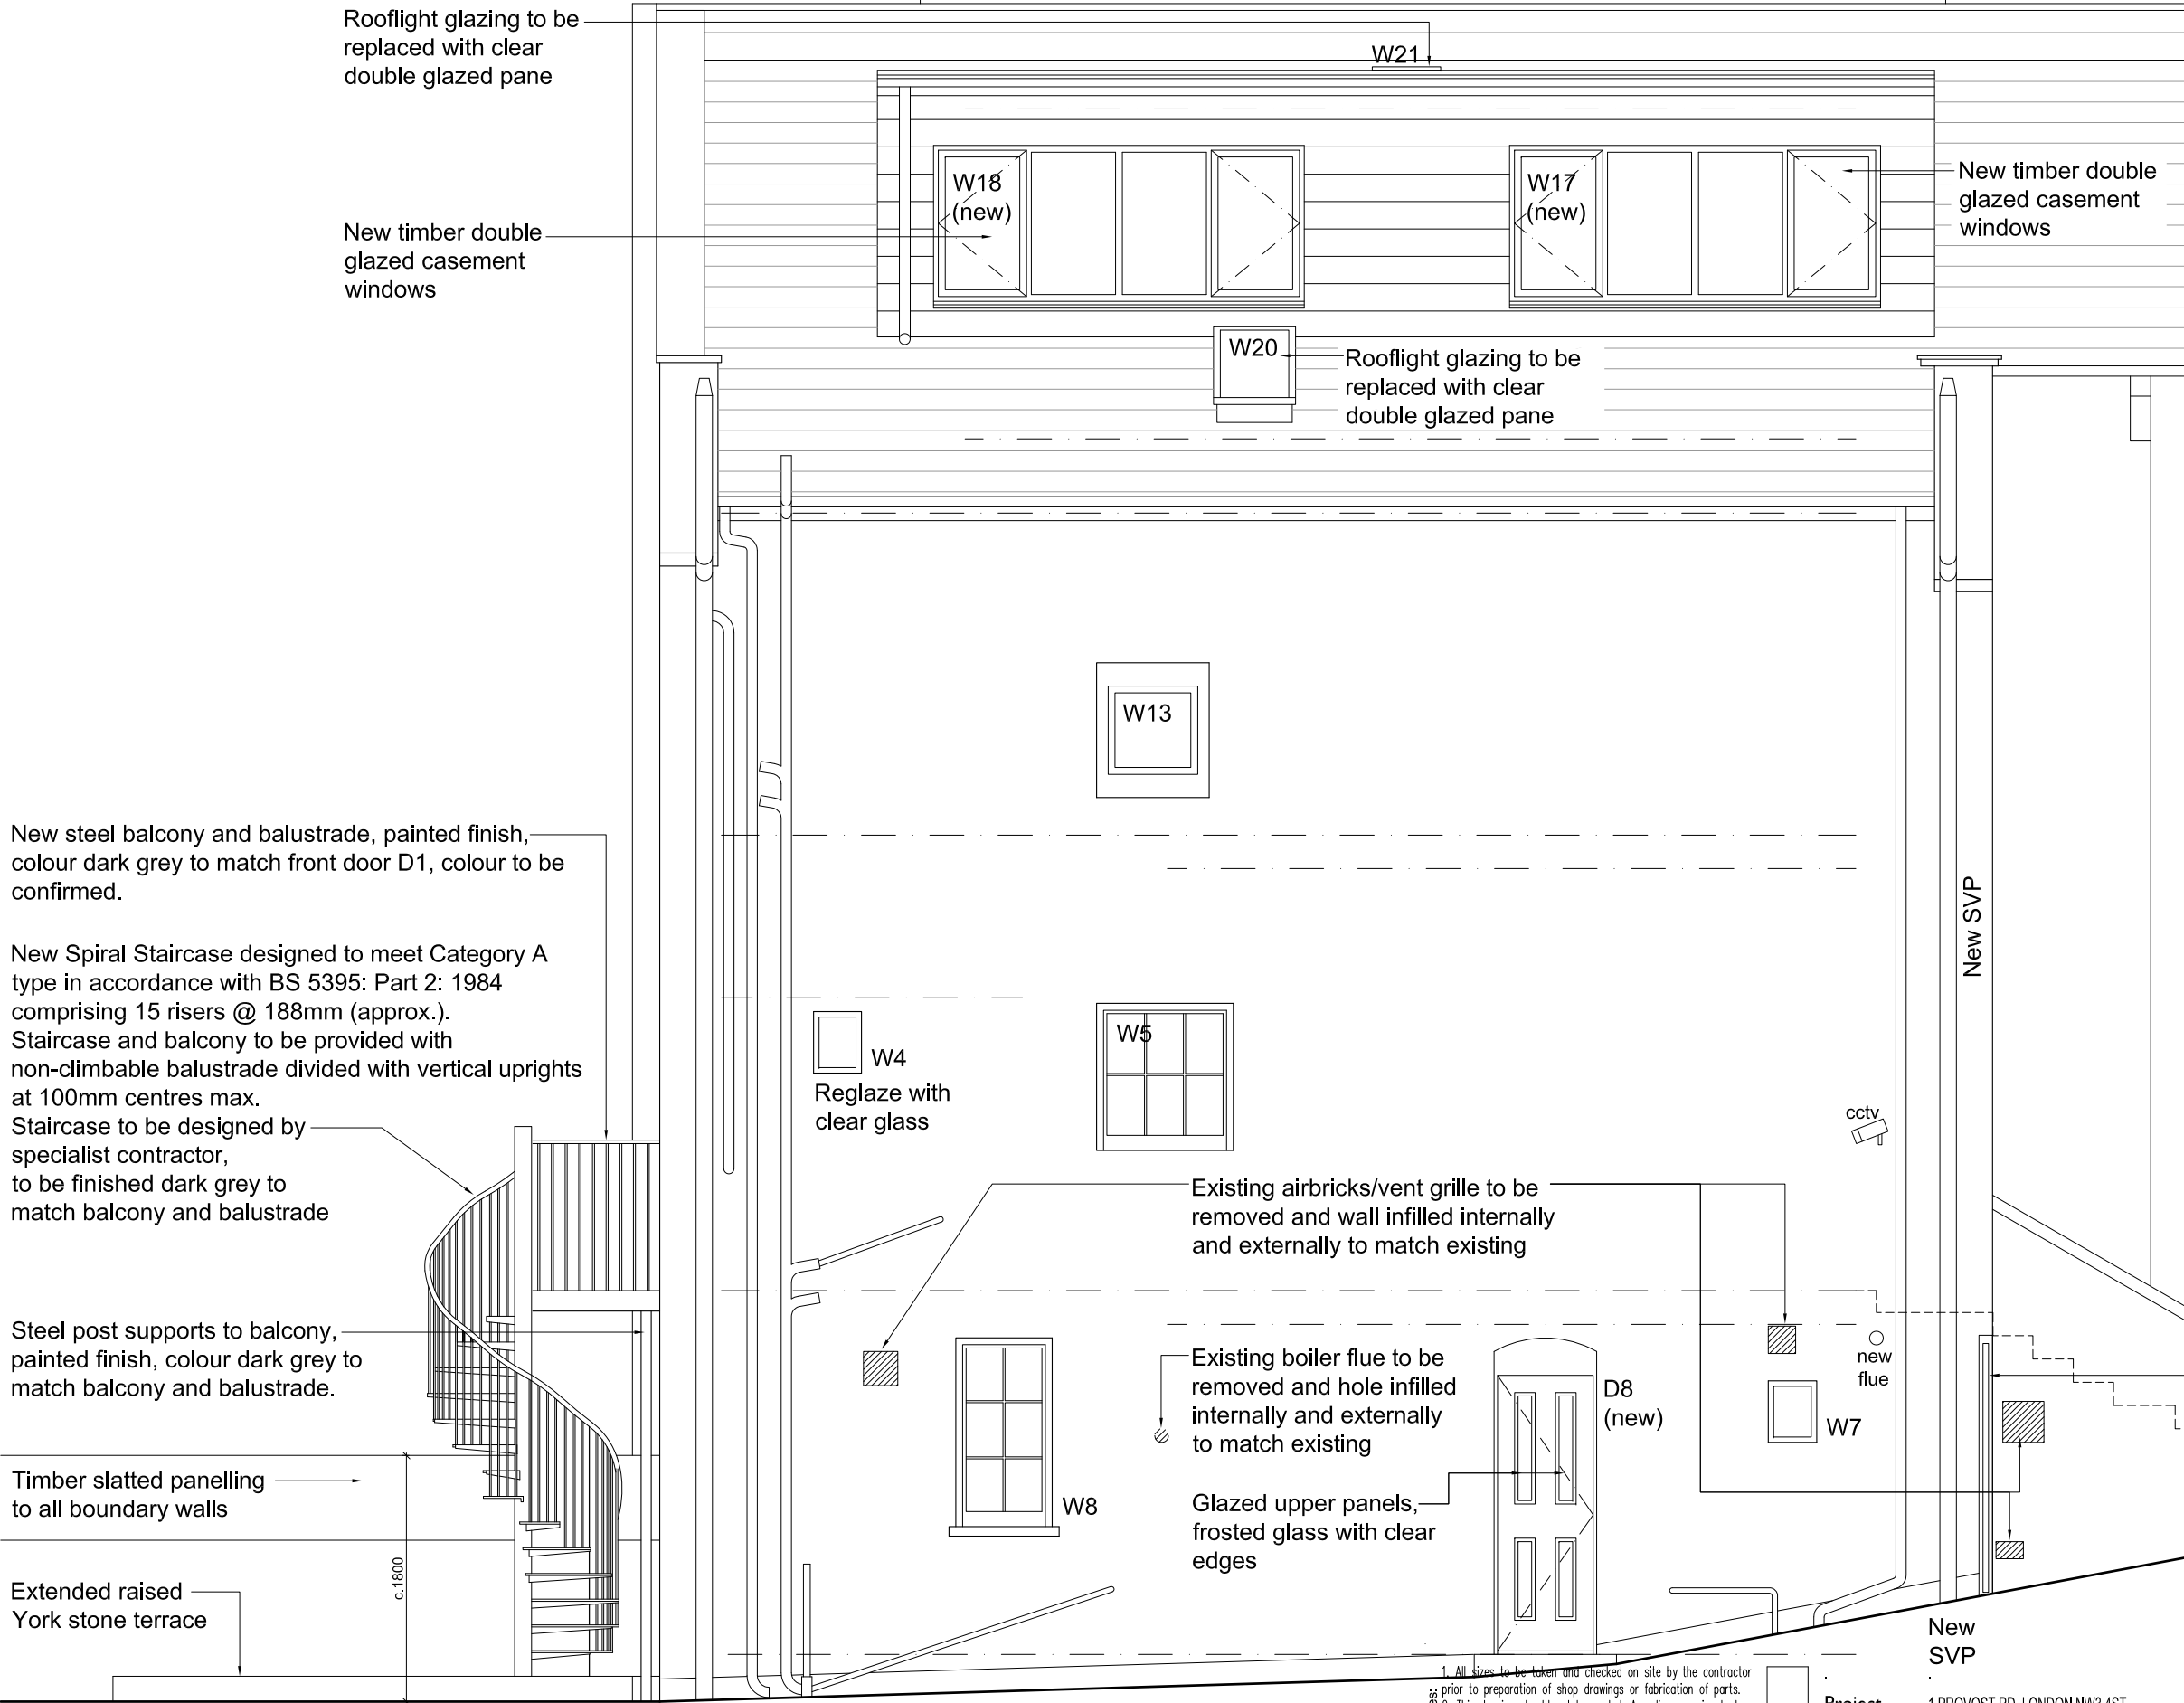 Rooflight glazing to be
replaced with clear
double glazed pane
W21
W18
(new)
W17
(new)
New timber double
glazed casement
windows
New timber double
glazed casement
windows
W20
Rooflight glazing to be
replaced with clear
double glazed pane
W13
New steel balcony and balustrade, painted finish,
colour dark grey to match front door D1, colour to be
confirmed.
New SVP
New Spiral Staircase designed to meet Category A
type in accordance with BS 5395: Part 2: 1984
comprising 15 risers @ 188mm (approx.).
Staircase and balcony to be provided with
non-climbable balustrade divided with vertical uprights
at 100mm centres max.
Staircase to be designed by
specialist contractor,
to be finished dark grey to
match balcony and balustrade
W4
Reglaze with
clear glass
W5
cctv
Existing airbricks/vent grille to be
removed and wall infilled internally
and externally to match existing
Steel post supports to balcony,
painted finish, colour dark grey to
match balcony and balustrade.
Existing boiler flue to be
removed and hole infilled
internally and externally
to match existing
D8
(new)
new
flue
W7
Timber slatted panelling
to all boundary walls
W8
Glazed upper panels,
frosted glass with clear
edges
c.1800
Extended raised
York stone terrace
New
SVP
1. All sizes to be taken and checked on site by the contractor
prior to preparation of shop drawings or fabrication of parts.
Project
1 PROVOST RD, LONDON NW3 4ST